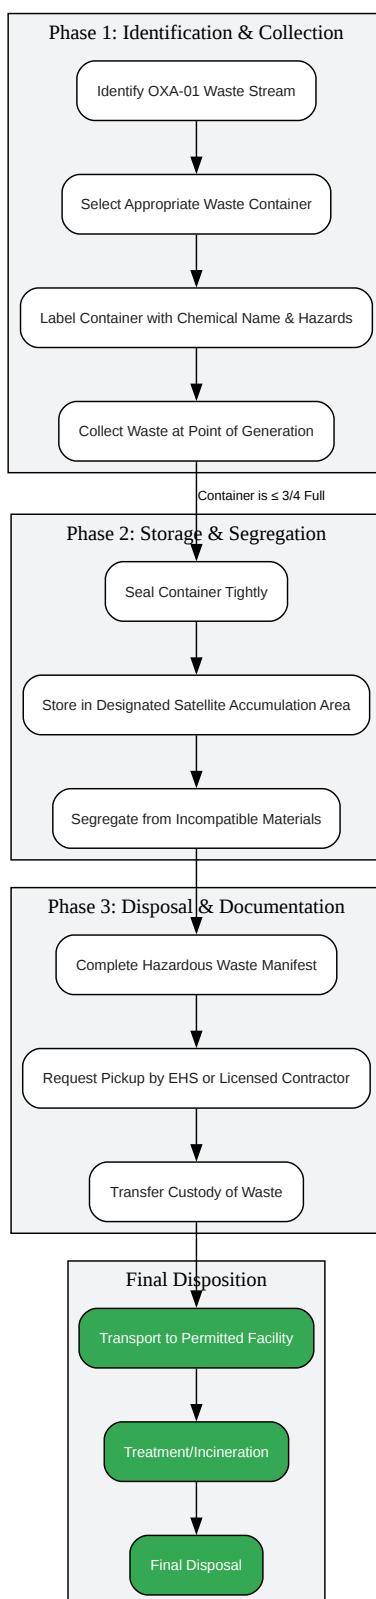 Phase 1: Identification & Collection
Identify OXA-01 Waste Stream
Select Appropriate Waste Container
Label Container with Chemical Name & Hazards
Collect Waste at Point of Generation
Container is ≤ 3/4 Full
Phase 2: Storage & Segregation
Seal Container Tightly
Store in Designated Satellite Accumulation Area
Segregate from Incompatible Materials
Phase 3: Disposal & Documentation
Complete Hazardous Waste Manifest
Request Pickup by EHS or Licensed Contractor
Transfer Custody of Waste
Final Disposition
Transport to Permitted Facility
Treatment/Incineration
Final Disposal